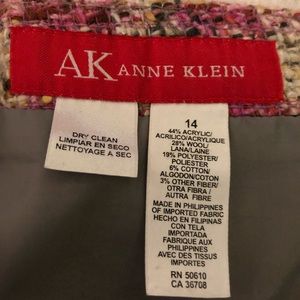 AK ANNE KLEIN
DRY CLEAN
LIMPIAR EN SECO
NETTOYAGE A SEC
14
44% ACRYLIC/
ACRILICO/ACRYLIQUE
28% WOOL/
LANA/LAINE
19% POLYESTER/
POLIESTER
6% COTTON/
ALGODON/COTON
3% OTHER FIBER/
OTRA FIBRA/
AUTRA FIBRE
MADE IN PHILIPPINES
OF IMPORTED FABRIC
HECHO EN FILIPINAS
CON TELA
IMPORTADA
FABRIQUE AUX
PHILIPPINES
AVEC DES TISSUS
IMPORTES
RN 50610
CA 36708